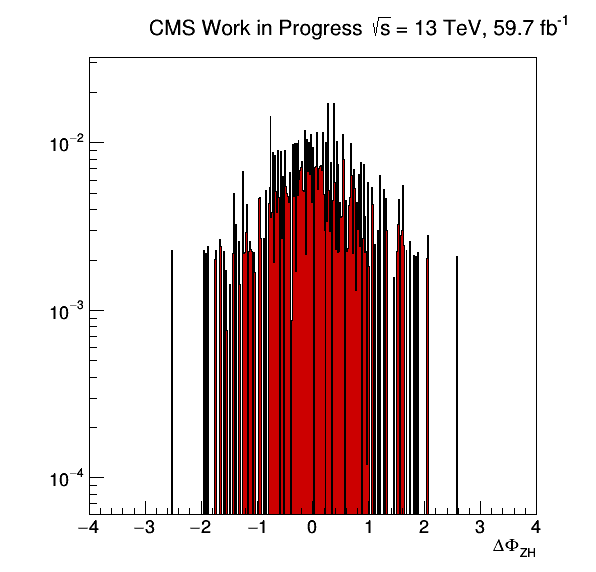 CMS Work in Progress √s = 13 TeV, 59.7 fb⁻¹
10⁻²
10⁻³
10⁻⁴
−4 −3 −2 −1 0 1 2 3 4
ΔΦ_ZH